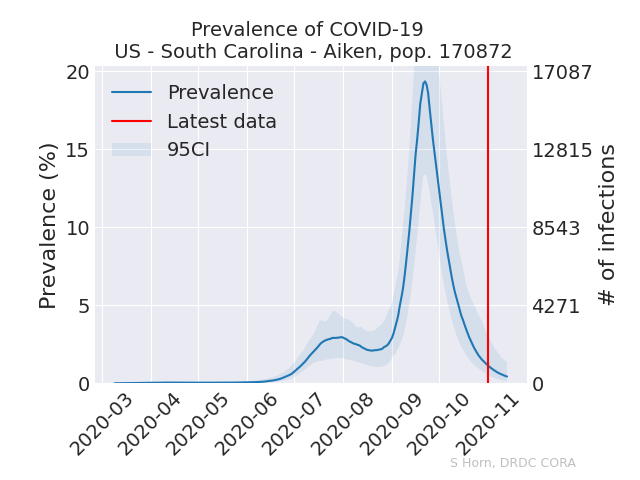 Prevalence of COVID-19
US - South Carolina - Aiken, pop. 170872
Prevalence (%)
20
15
10
5
0
Prevalence
Latest data
95CI
17087
12815
8543
4271
0
# of infections
2020-03
2020-04
2020-05
2020-06
2020-07
2020-08
2020-09
2020-10
2020-11
S Horn, DRDC CORA